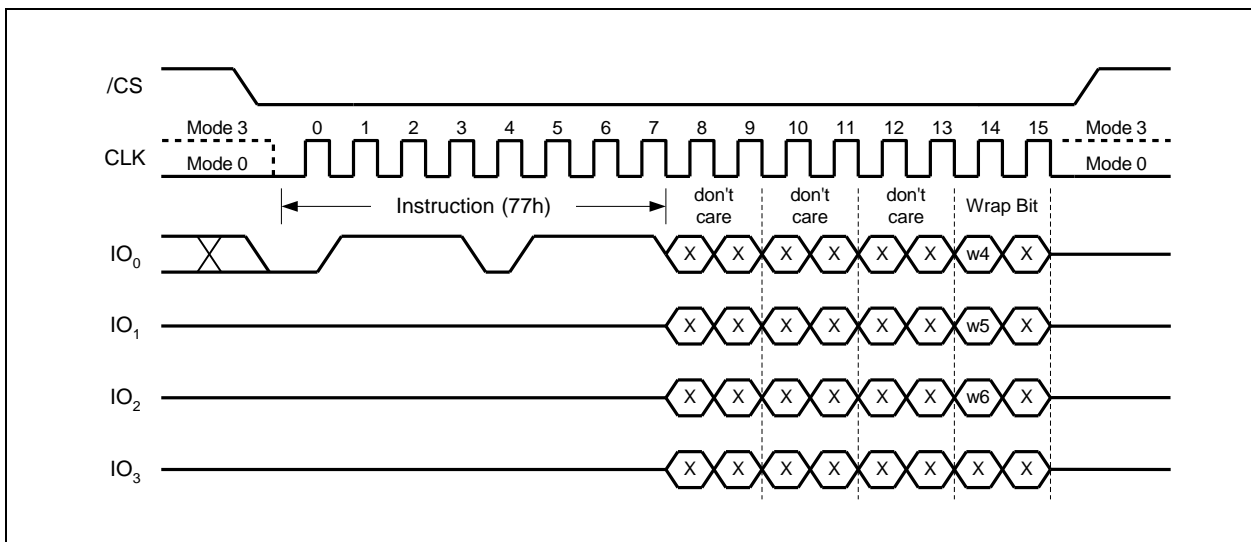 /CS
Mode 3 0 1 2 3 4 5 6 7 8 9 10 11 12 13 14 15 Mode 3
CLK
Mode 0 Mode 0
Instruction (77h) don't care don't care don't care Wrap Bit
IO0 X X X X X X w4 X
IO1 X X X X X X w5 X
IO2 X X X X X X w6 X
IO3 X X X X X X X X